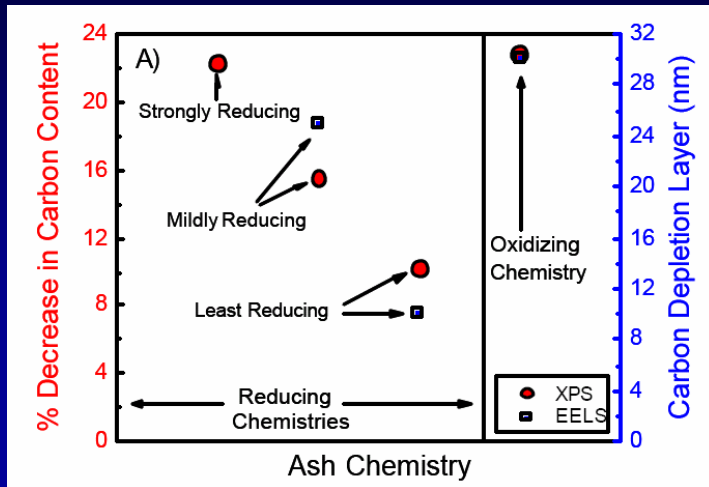 % Decrease in Carbon Content
24
20
16
12
8
4
0
A)
Strongly Reducing
Mildly Reducing
Least Reducing
Reducing
Chemistries
Oxidizing
Chemistry
XPS
EELS
32
28
24
20
16
12
8
4
0
Carbon Depletion Layer (nm)
Ash Chemistry